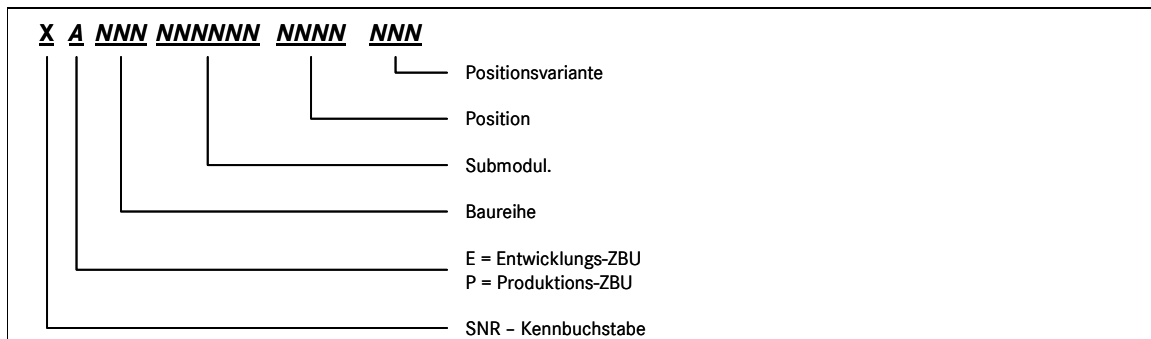 X A NNN NNNNNN NNNN NNN
Positionsvariante
Position
Submodul.
Baureihe
E = Entwicklungs-ZBU
P = Produktions-ZBU
SNR – Kennbuchstabe